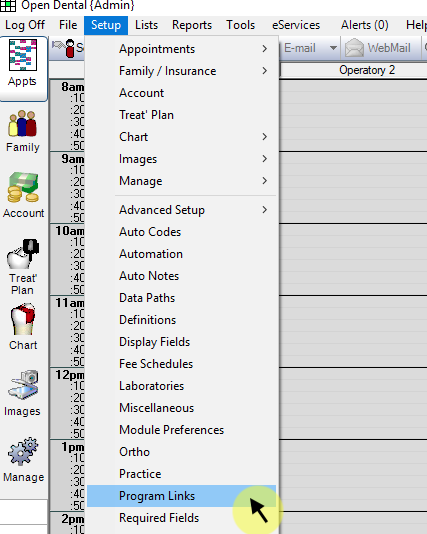 Open Dental {Admin}
Log Off File Setup Lists Reports Tools eServices Alerts (0) Help
E-mail WebMail
Operatory 2
Appts
Family
Account
Treat'
Plan
Chart
Images
Manage
Appointments
Family / Insurance
Account
Treat' Plan
Chart
Images
Manage
Advanced Setup
Auto Codes
Automation
Auto Notes
Data Paths
Definitions
Display Fields
Fee Schedules
Laboratories
Miscellaneous
Module Preferences
Ortho
Practice
Program Links
Required Fields
8am
:10
:20
:30
:40
:50
9am
:10
:20
:30
:40
:50
10am
:10
:20
:30
:40
:50
11am
:10
:20
:30
:40
:50
12pm
:10
:20
:30
:40
:50
1pm
:10
:20
:30
:40
:50
2pm